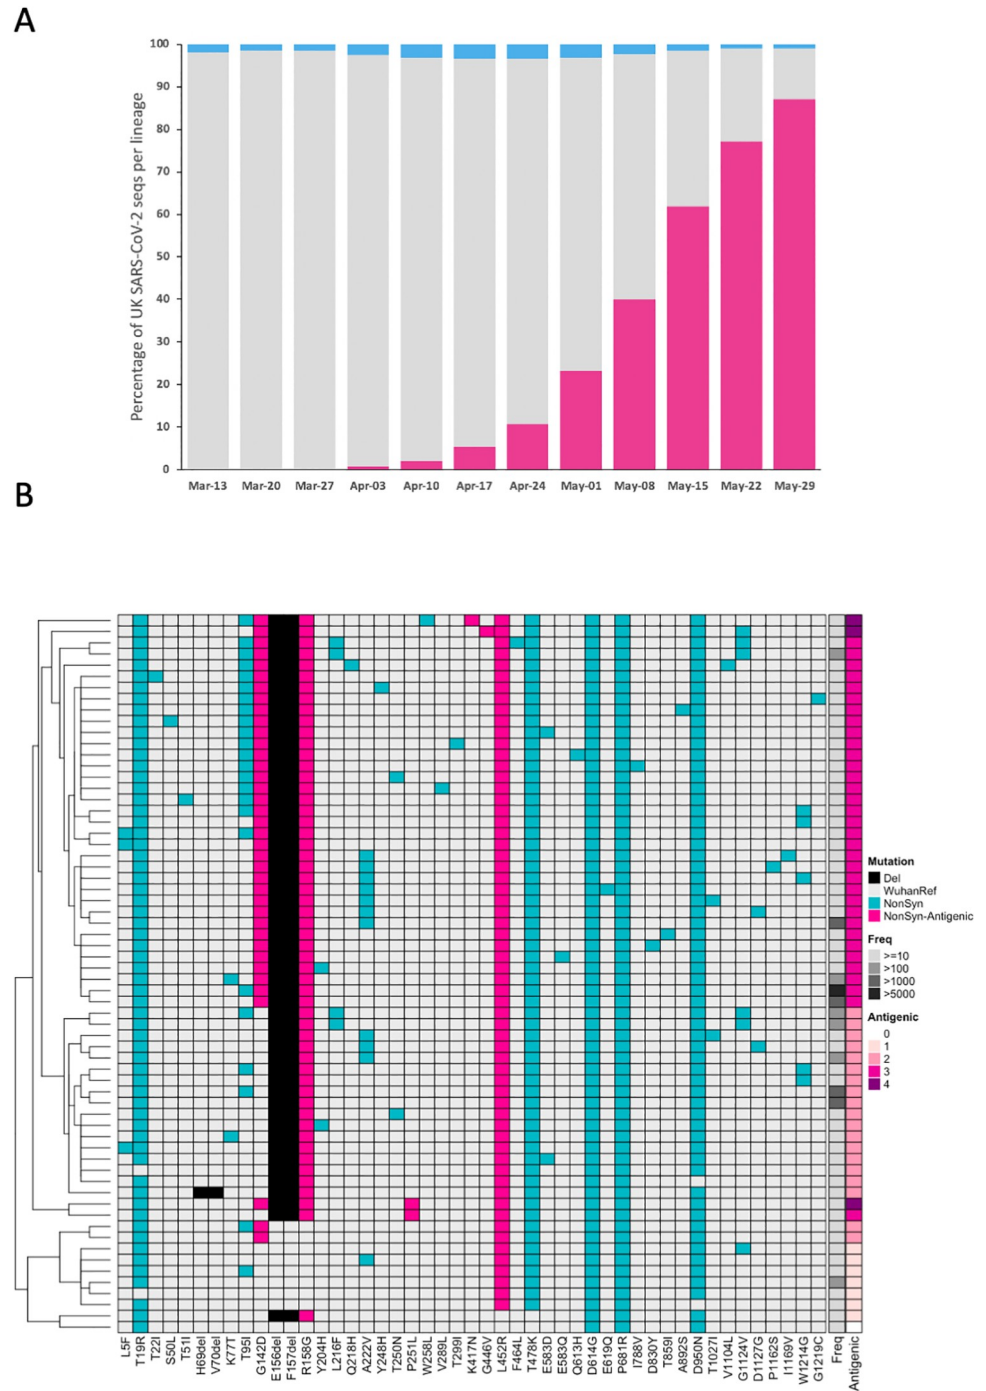 A
Percentage of UK SARS-CoV-2 seqs per lineage
100
90
80
70
60
50
40
30
20
10
0
Mar-13 Mar-20 Mar-27 Apr-03 Apr-10 Apr-17 Apr-24 May-01 May-08 May-15 May-22 May-29
B
Mutation
Del
WuhanRef
NonSyn
NonSyn-Antigenic
Freq
>=10
>100
>1000
>5000
Antigenic
0
1
2
3
4
L5F T19R T22I S50L T51I H69del V70del K77T T95I G142D E156del F157del R158G Y204H L216F Q218H A222V Y248H T250N P251L W258L V289L T299I K417N G446V L452R F464L T478K E583D E583Q Q613H D614G E619Q P681R I788V D830Y T859I A892S D950N T1027I V1104L G1124V D1127G P1162S I1169V W1214G G1219C Freq Antigenic